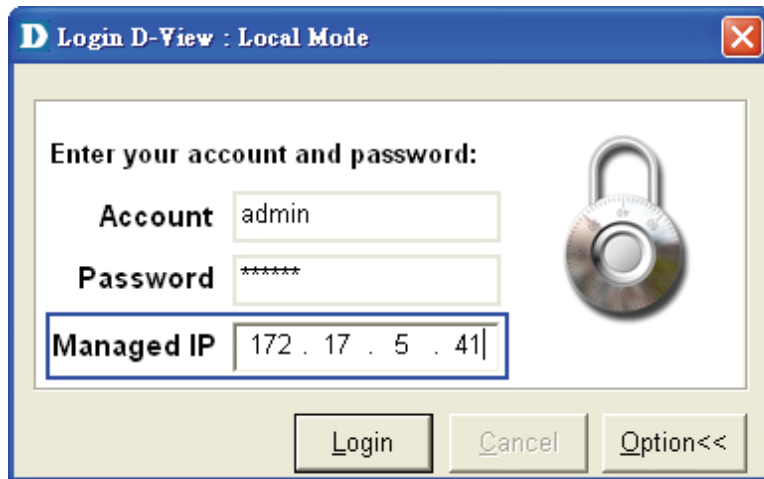 D Login D-View : Local Mode
Enter your account and password:
Account admin
Password ******
Managed IP 172 . 17 . 5 . 41
Login Cancel Option<<